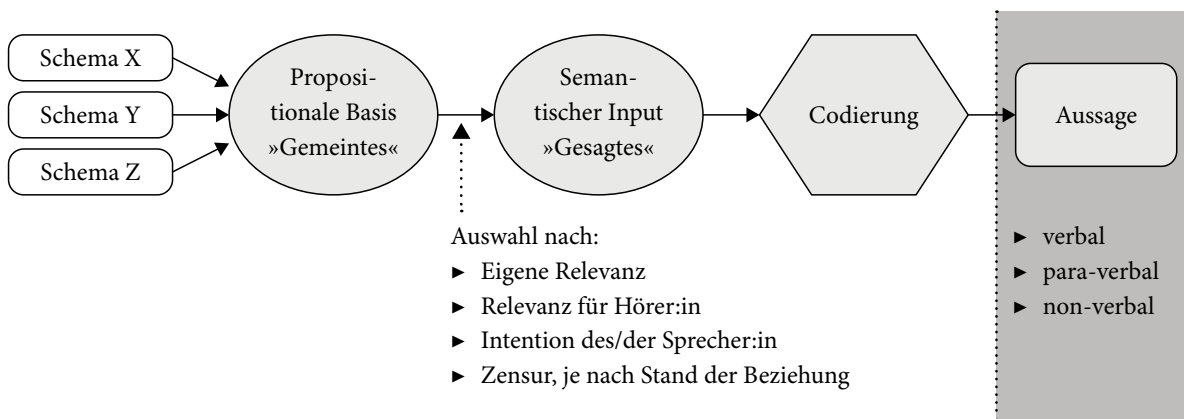 Schema X
Schema Y
Schema Z
Proposi-
tionale Basis
»Gemeintes«
Seman-
tischer Input
»Gesagtes«
Codierung
Aussage
Auswahl nach:
► Eigene Relevanz
► Relevanz für Hörer:in
► Intention des/der Sprecher:in
► Zensur, je nach Stand der Beziehung
► verbal
► para-verbal
► non-verbal